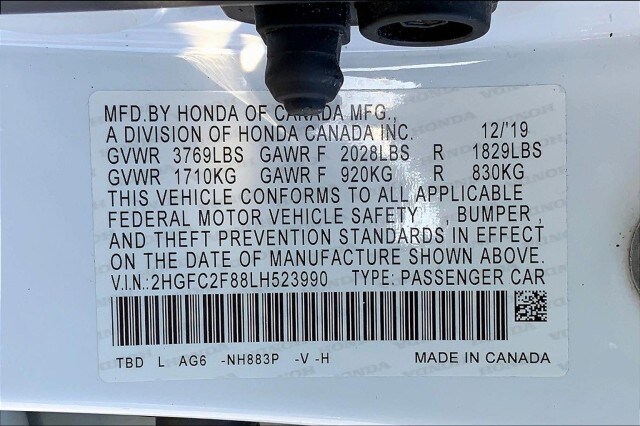 MFD.BY HONDA OF CANADA MFG.,
A DIVISION OF HONDA CANADA INC. 12/'19
GVWR 3769LBS GAWR F 2028LBS R 1829LBS
GVWR 1710KG GAWR F 920KG R 830KG
THIS VEHICLE CONFORMS TO ALL APPLICABLE
FEDERAL MOTOR VEHICLE SAFETY , BUMPER ,
AND THEFT PREVENTION STANDARDS IN EFFECT
ON THE DATE OF MANUFACTURE SHOWN ABOVE.
V.I.N.:2HGFC2F88LH523990 TYPE: PASSENGER CAR
TBD L AG6 -NH883P -V -H MADE IN CANADA